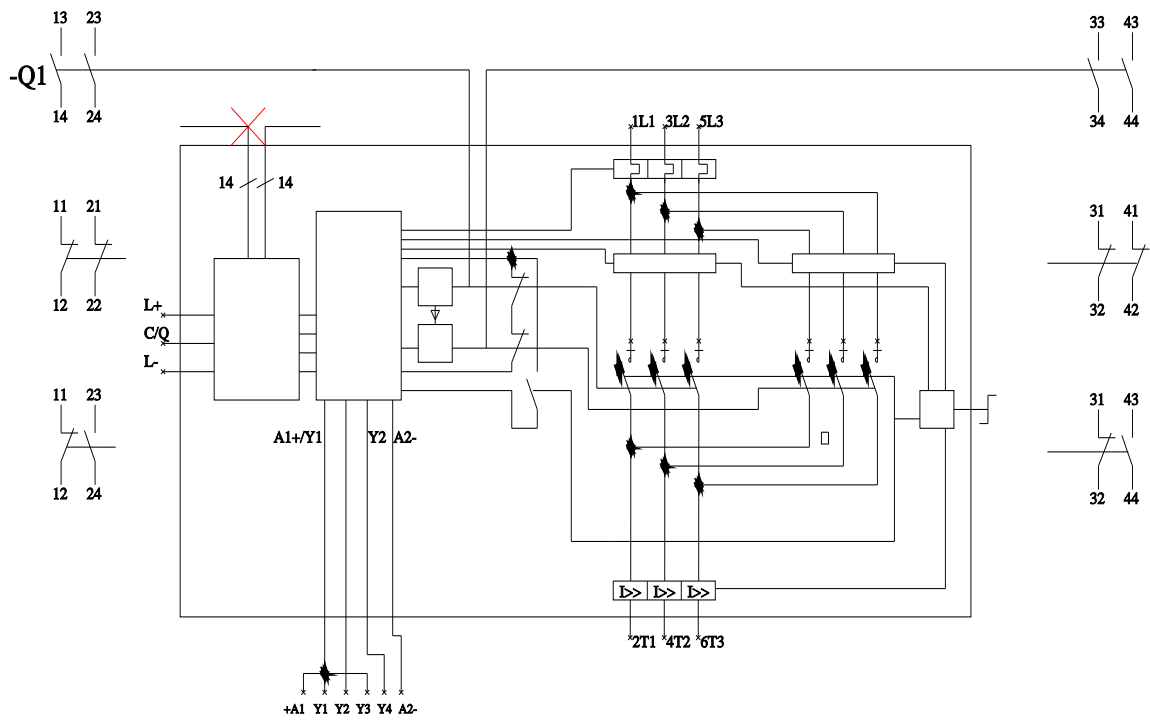 13 23
33 43
-Q1
14 24
34 44
1L1 3L2 5L3
14 14
11 21
31 41
12 22
32 42
L+
C/Q
L-
11 23
31 43
A1+/Y1 Y2 A2-
12 24
32 44
I>> I>> I>>
2T1 4T2 6T3
+A1 Y1 Y2 Y3 Y4 A2-